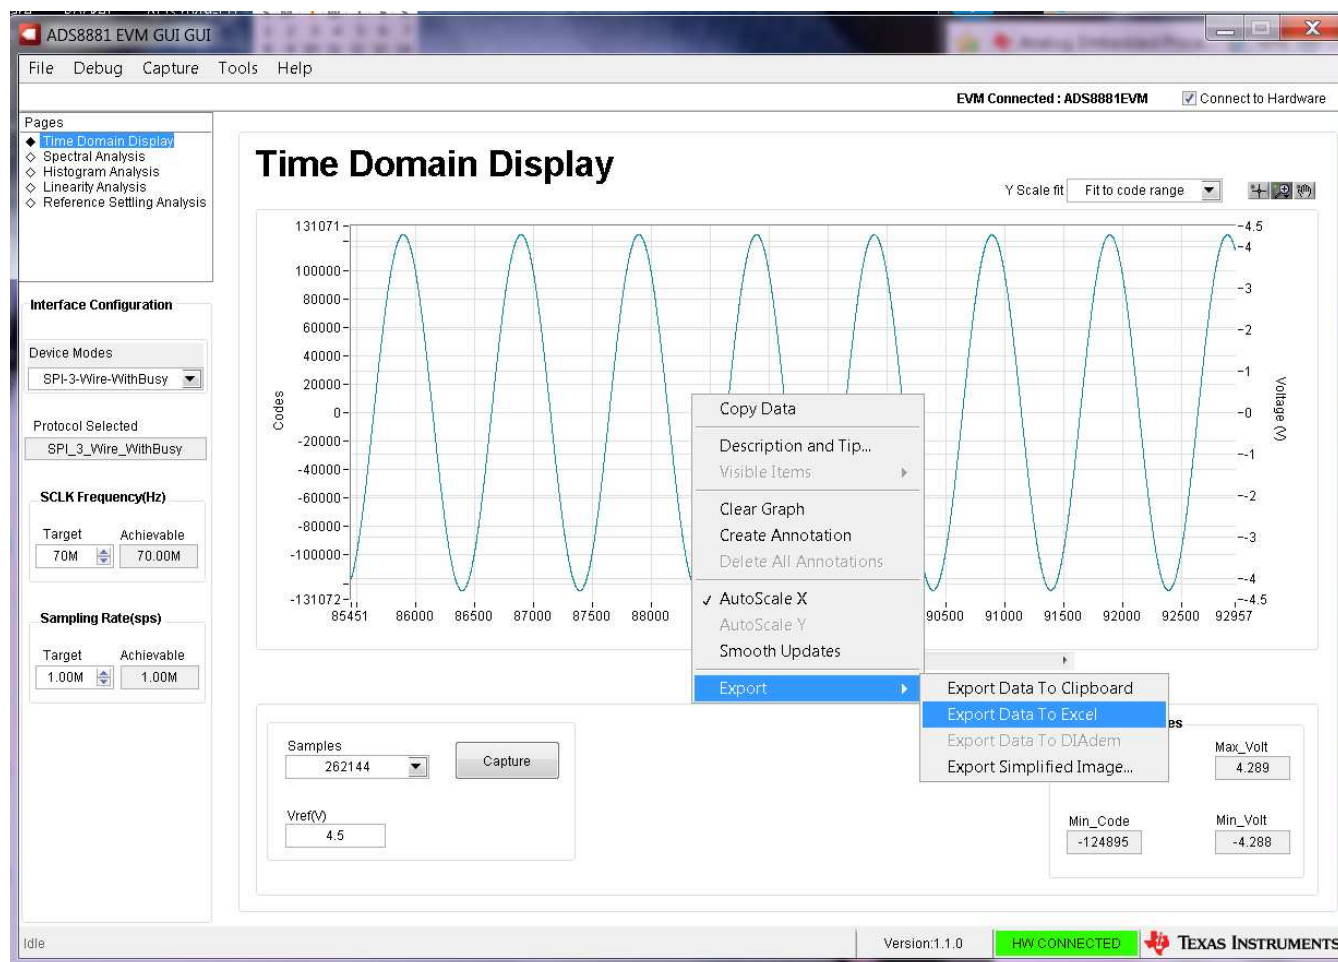 ADS8881 EVM GUI GUI
File Debug Capture Tools Help
EVM Connected : ADS8881EVM Connect to Hardware
Pages
Time Domain Display
Spectral Analysis
Histogram Analysis
Linearity Analysis
Reference Settling Analysis
Interface Configuration
Device Modes
SPI-3-Wire-WithBusy
Protocol Selected
SPI_3_Wire_WithBusy
SCLK Frequency(Hz)
Target Achievable
70M 70.00M
Sampling Rate(sps)
Target Achievable
1.00M 1.00M
Time Domain Display
Y Scale fit Fit to code range
131071
100000
80000
60000
40000
20000
0
-20000
-40000
-60000
-80000
-100000
-131072
Codes
4.5
4
3
2
1
0
-1
-2
-3
-4
-4.5
Voltage (V)
85451 86000 86500 87000 87500 88000 90500 91000 91500 92000 92500 92957
Copy Data
Description and Tip...
Visible Items
Clear Graph
Create Annotation
Delete All Annotations
AutoScale X
AutoScale Y
Smooth Updates
Export
Export Data To Clipboard
Export Data To Excel
Export Data To DIAdem
Export Simplified Image...
Samples
262144
Capture
Vref(V)
4.5
es
Max_Volt
4.289
Min_Code Min_Volt
-124895 -4.288
Idle
Version:1.1.0
HW CONNECTED
TEXAS INSTRUMENTS